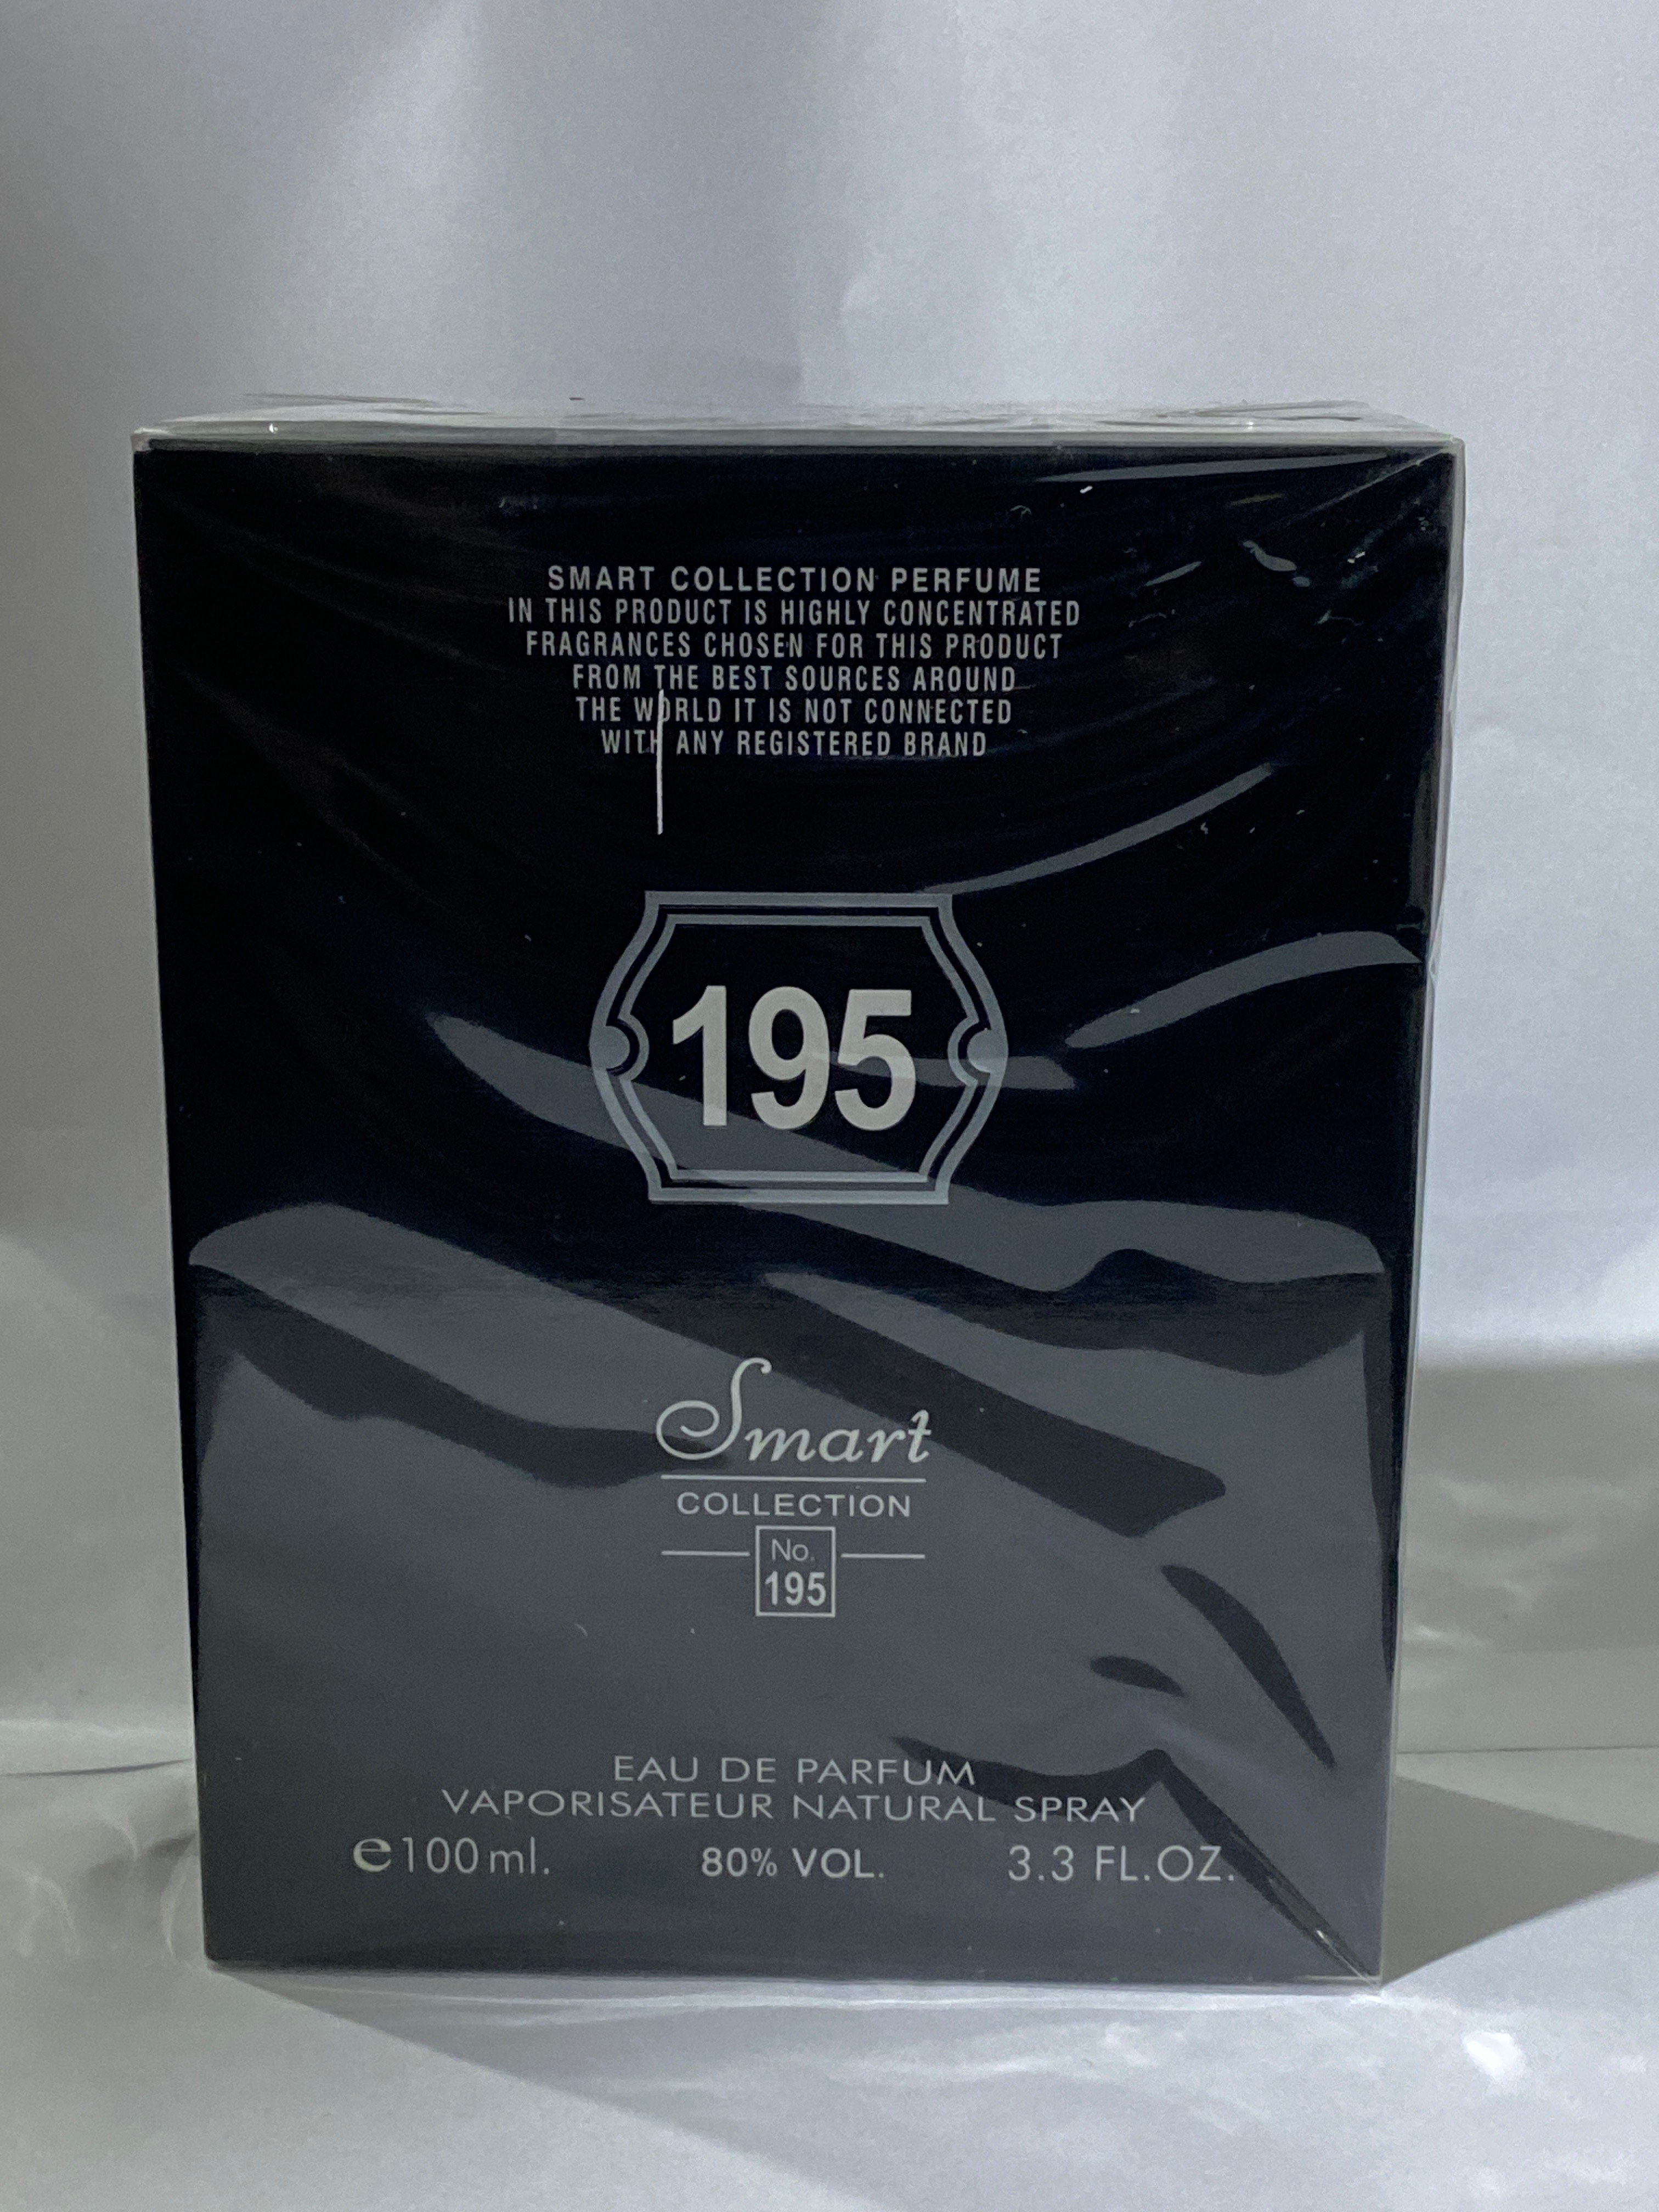 SMART COLLECTION PERFUME
IN THIS PRODUCT IS HIGHLY CONCENTRATED
FRAGRANCES CHOSEN FOR THIS PRODUCT
FROM THE BEST SOURCES AROUND
THE WORLD IT IS NOT CONNECTED
WITH ANY REGISTERED BRAND
195
Smart
COLLECTION
No.
195
EAU DE PARFUM
VAPORISATEUR NATURAL SPRAY
e100ml. 80% VOL. 3.3 FL.OZ.